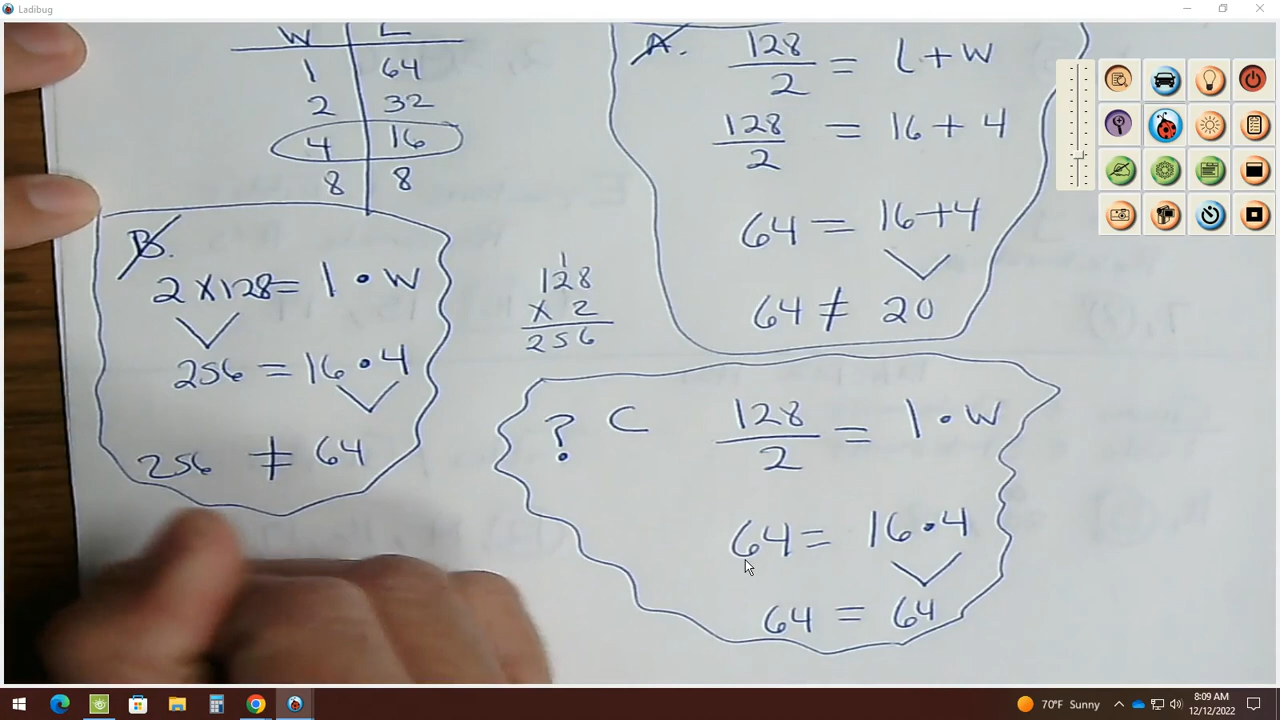 Ladibug
W L
1 64
2 32
4 16
8 8
A. 128/2 = l + w
128/2 = 16 + 4
64 = 16+4
64 ≠ 20
B.
2 x 128 = l • w
256 = 16 • 4
256 ≠ 64
1
128
x 2
256
? C 128/2 = l • w
64 = 16 • 4
64 = 64
70°F Sunny
8:09 AM
12/12/2022